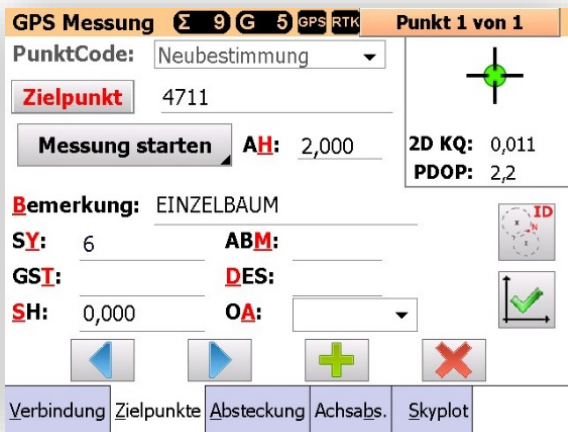 GPS Messung Σ 9 G 5 GPS RTK Punkt 1 von 1
PunktCode: Neubestimmung
Zielpunkt 4711
Messung starten AH: 2,000
2D KQ: 0,011
PDOP: 2,2
Bemerkung: EINZELBAUM
ID
N
SY: 6 ABM:
GST: DES:
SH: 0,000 OA:
Verbindung Zielpunkte Absteckung Achsabs. Skyplot